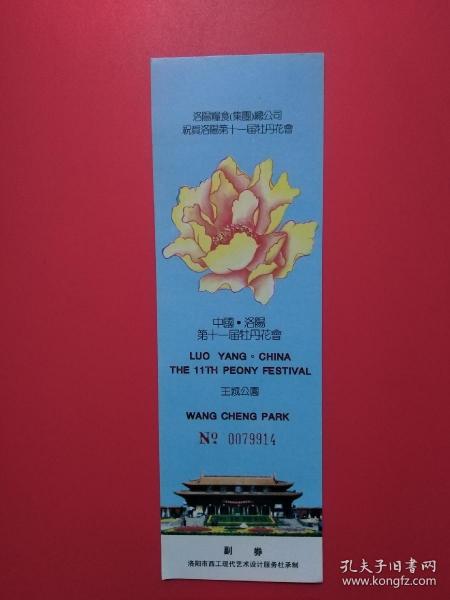 洛陽糧食(集團)總公司
祝賀洛陽第十一届牡丹花會
中國•洛陽
第十一届牡丹花會
LUO YANG。CHINA
THE 11TH PEONY FESTIVAL
王城公園
WANG CHENG PARK
Nº 0079914
副 券
洛阳市西工现代艺术设计服务社承制
孔夫子旧书网
www.kongfz.com